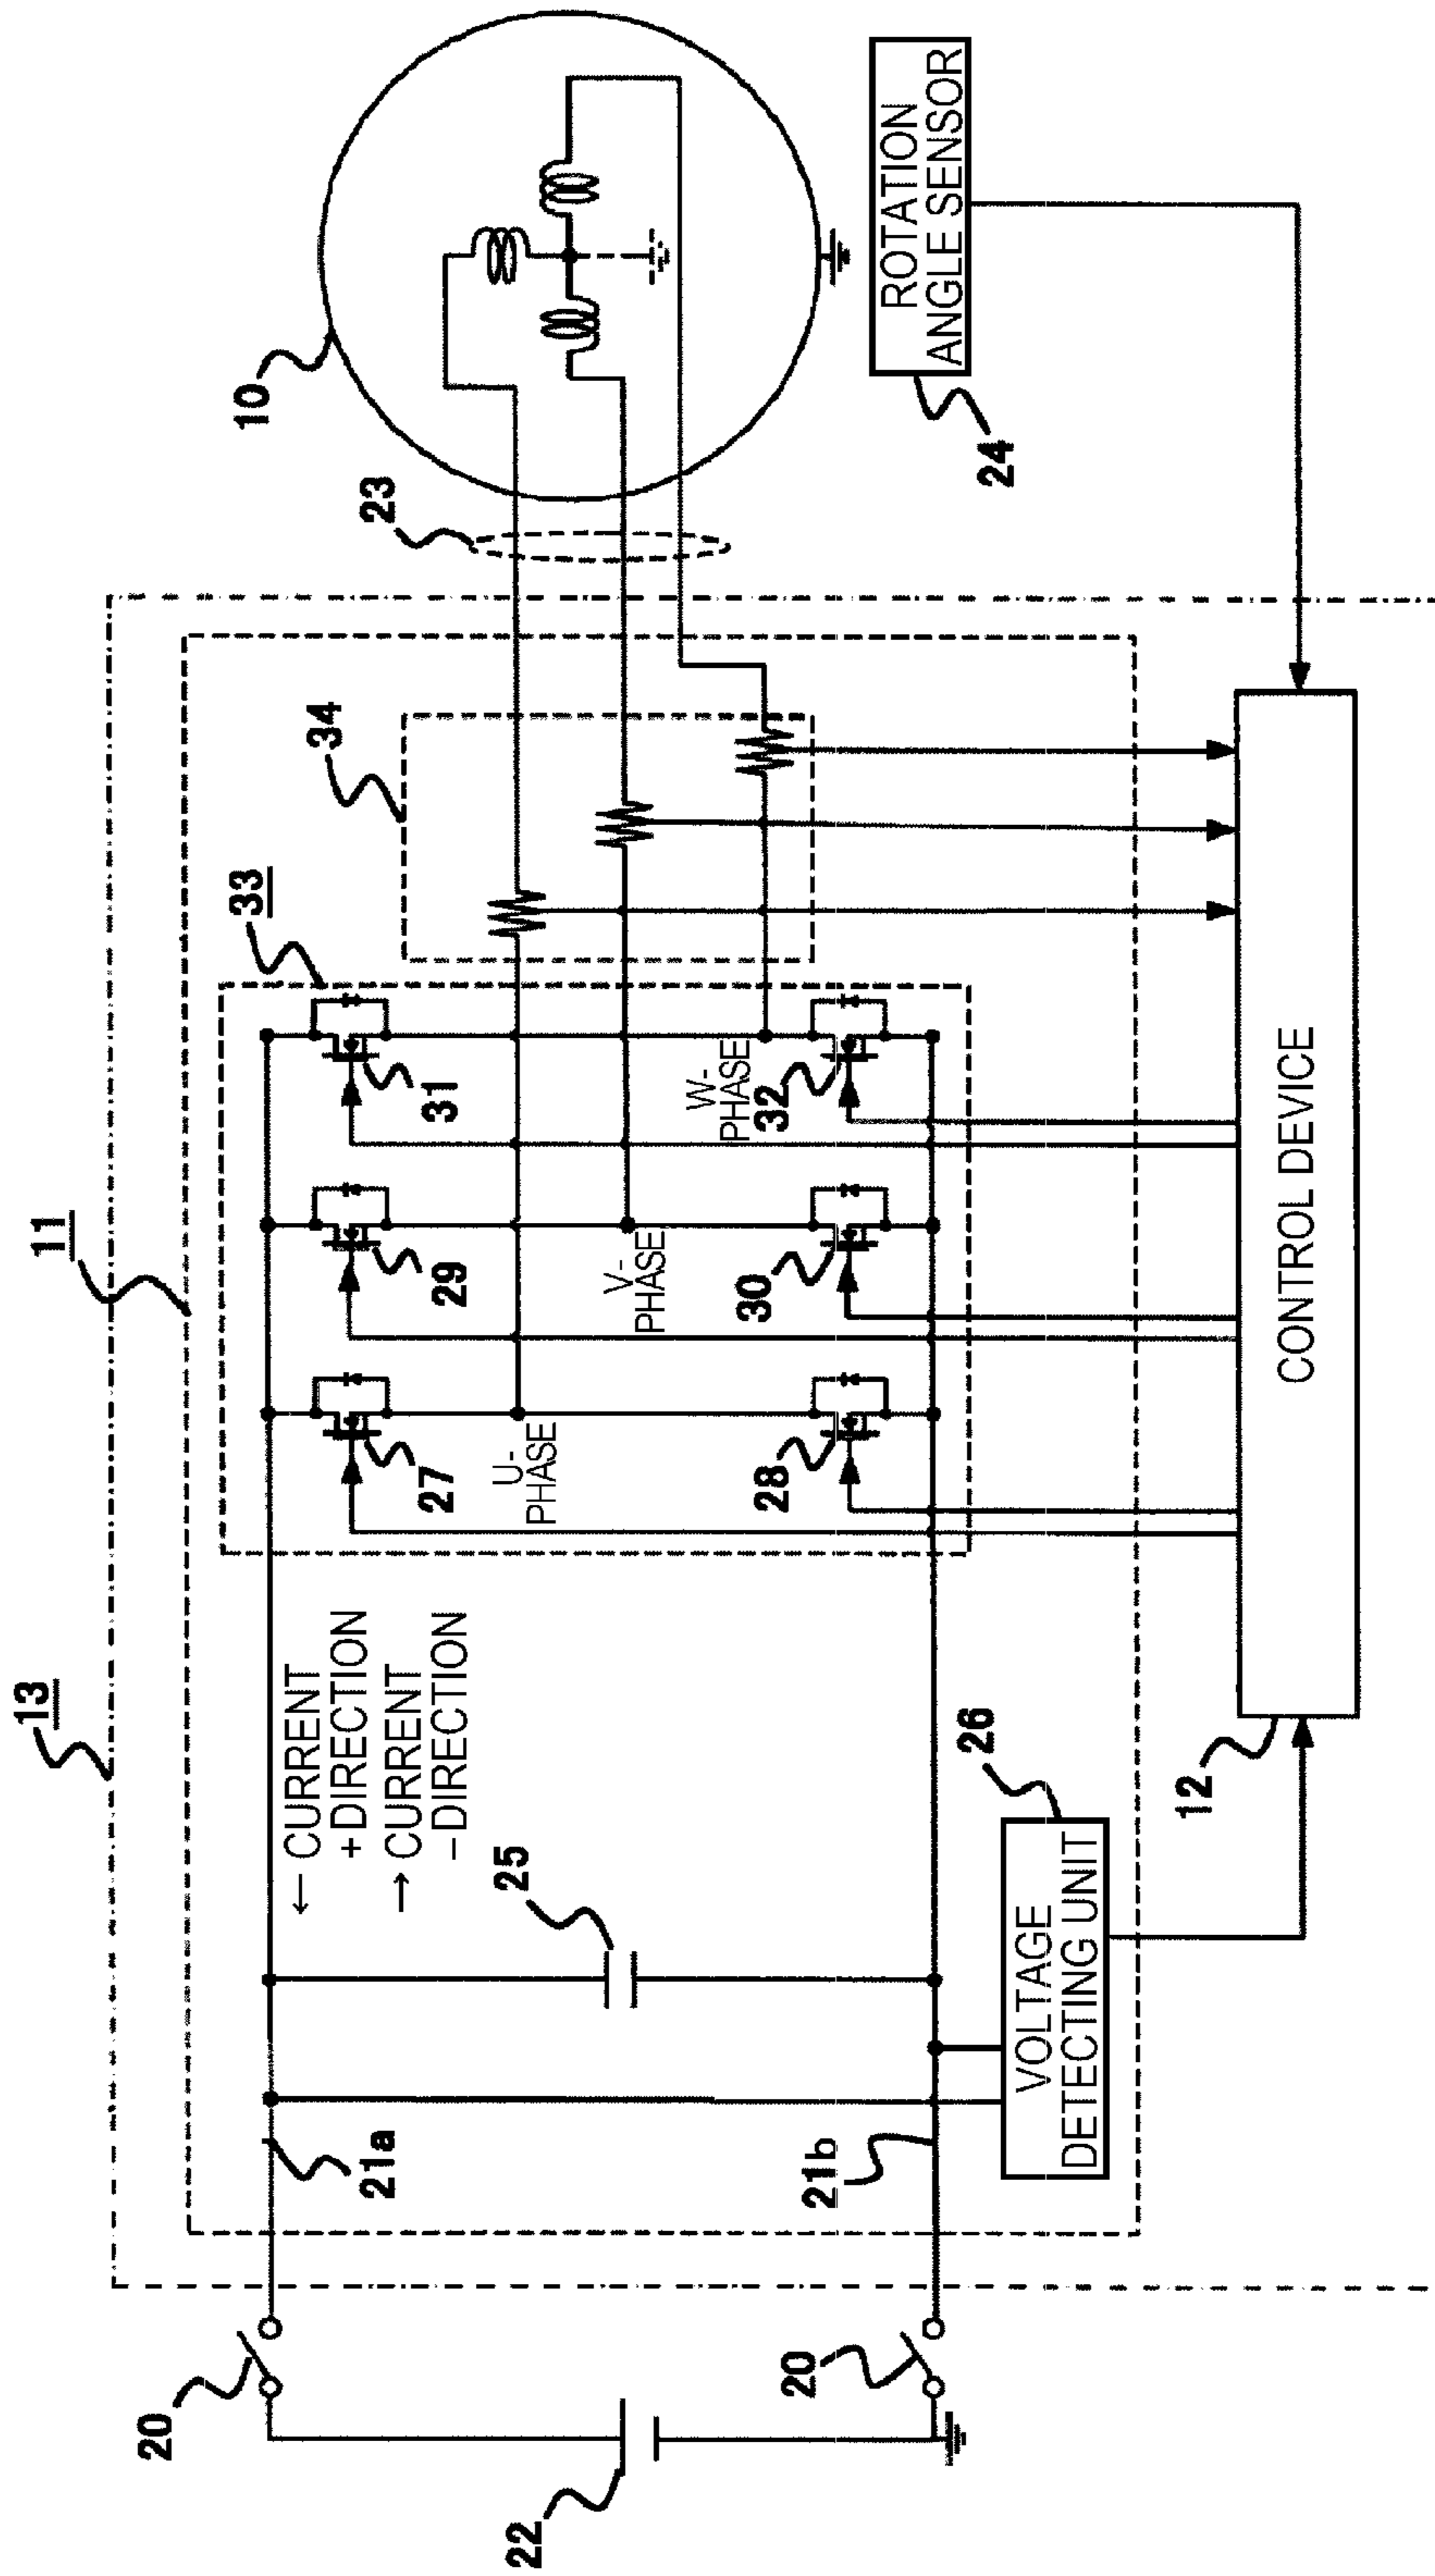 13
11
33
34
23
10
20
21a
← CURRENT
+DIRECTION
→ CURRENT
−DIRECTION
27
29
31
U-
PHASE
V-
PHASE
W-
PHASE
22
25
28
30
32
20
21b
26
VOLTAGE
DETECTING UNIT
12
CONTROL DEVICE
24
ROTATION
ANGLE SENSOR